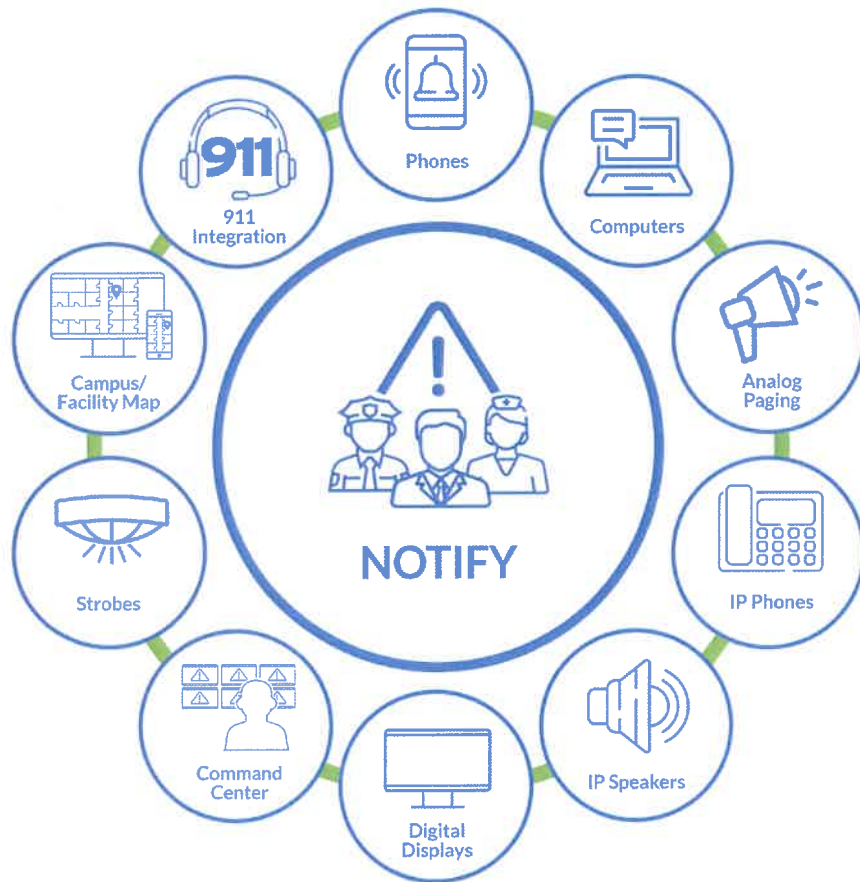 Phones
Computers
Analog
Paging
IP Phones
IP Speakers
Digital
Displays
Command
Center
Strobes
Campus/
Facility Map
911
911
Integration
!
NOTIFY